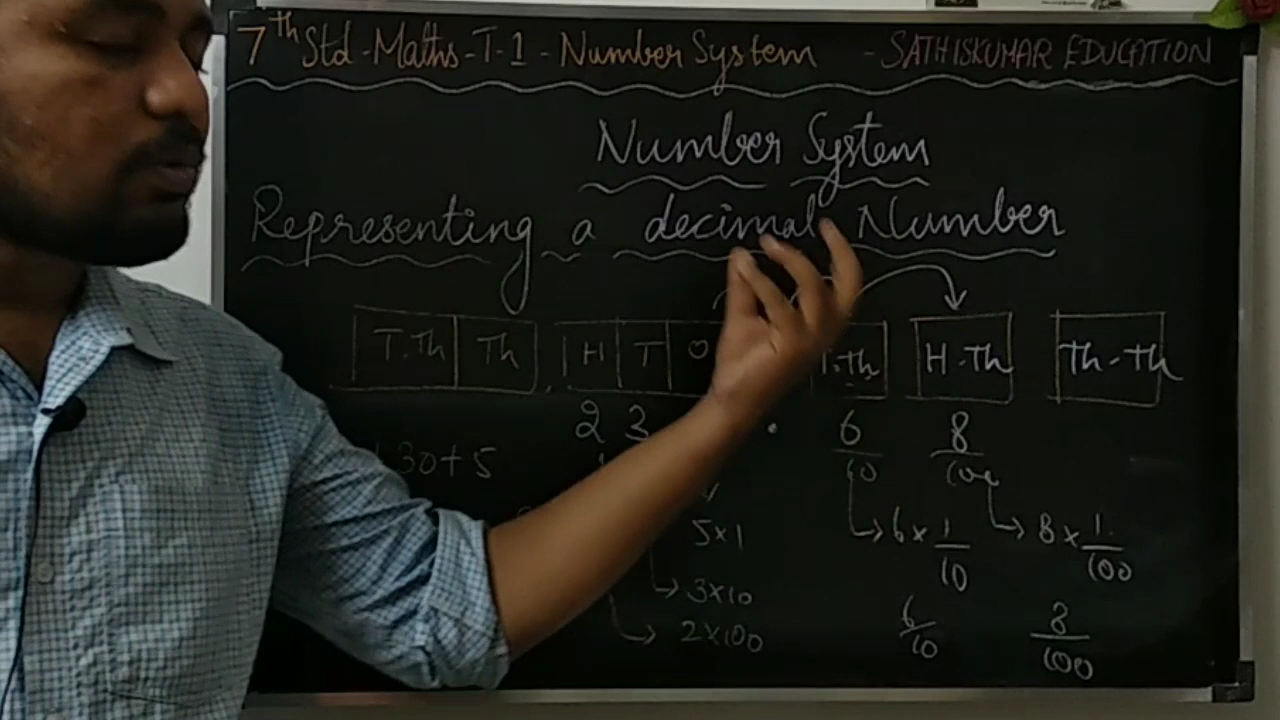 7th Std-Maths-T-1-Number System - SATHISKUMAR EDUCATION
Number System
Representing a decimal Number
T.Th Th H T O T.Th H-Th Th-Th
2 3 . 6/10 8/100
30+5
5×1 6×1/10 8×1/100
3×10
2×100 6/10 8/100